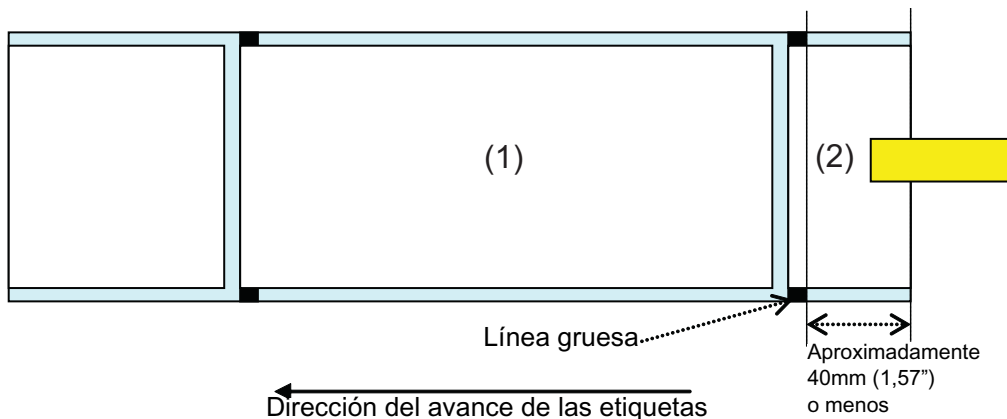 (1)
(2)
Línea gruesa
Aproximadamente
40mm (1,57”)
o menos
Dirección del avance de las etiquetas